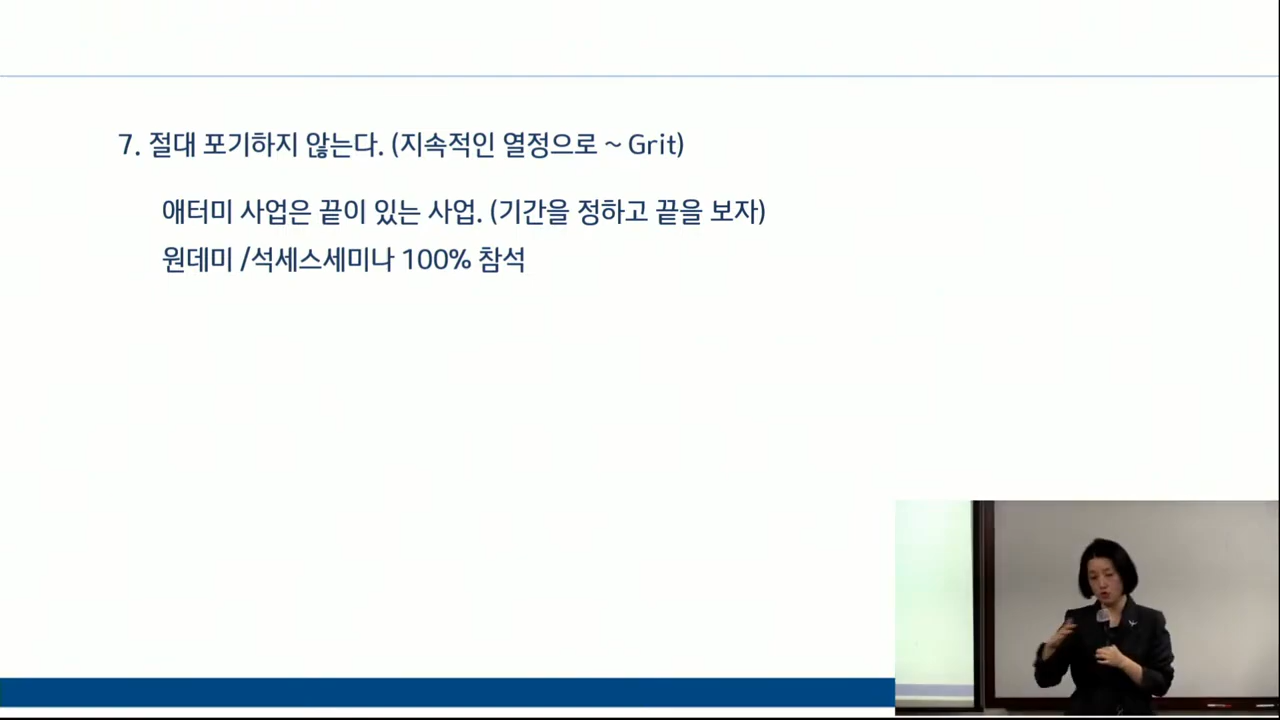 7. 절대 포기하지 않는다. (지속적인 열정으로 ~ Grit)
애터미 사업은 끝이 있는 사업. (기간을 정하고 끝을 보자)
원데미 /석세스세미나 100% 참석